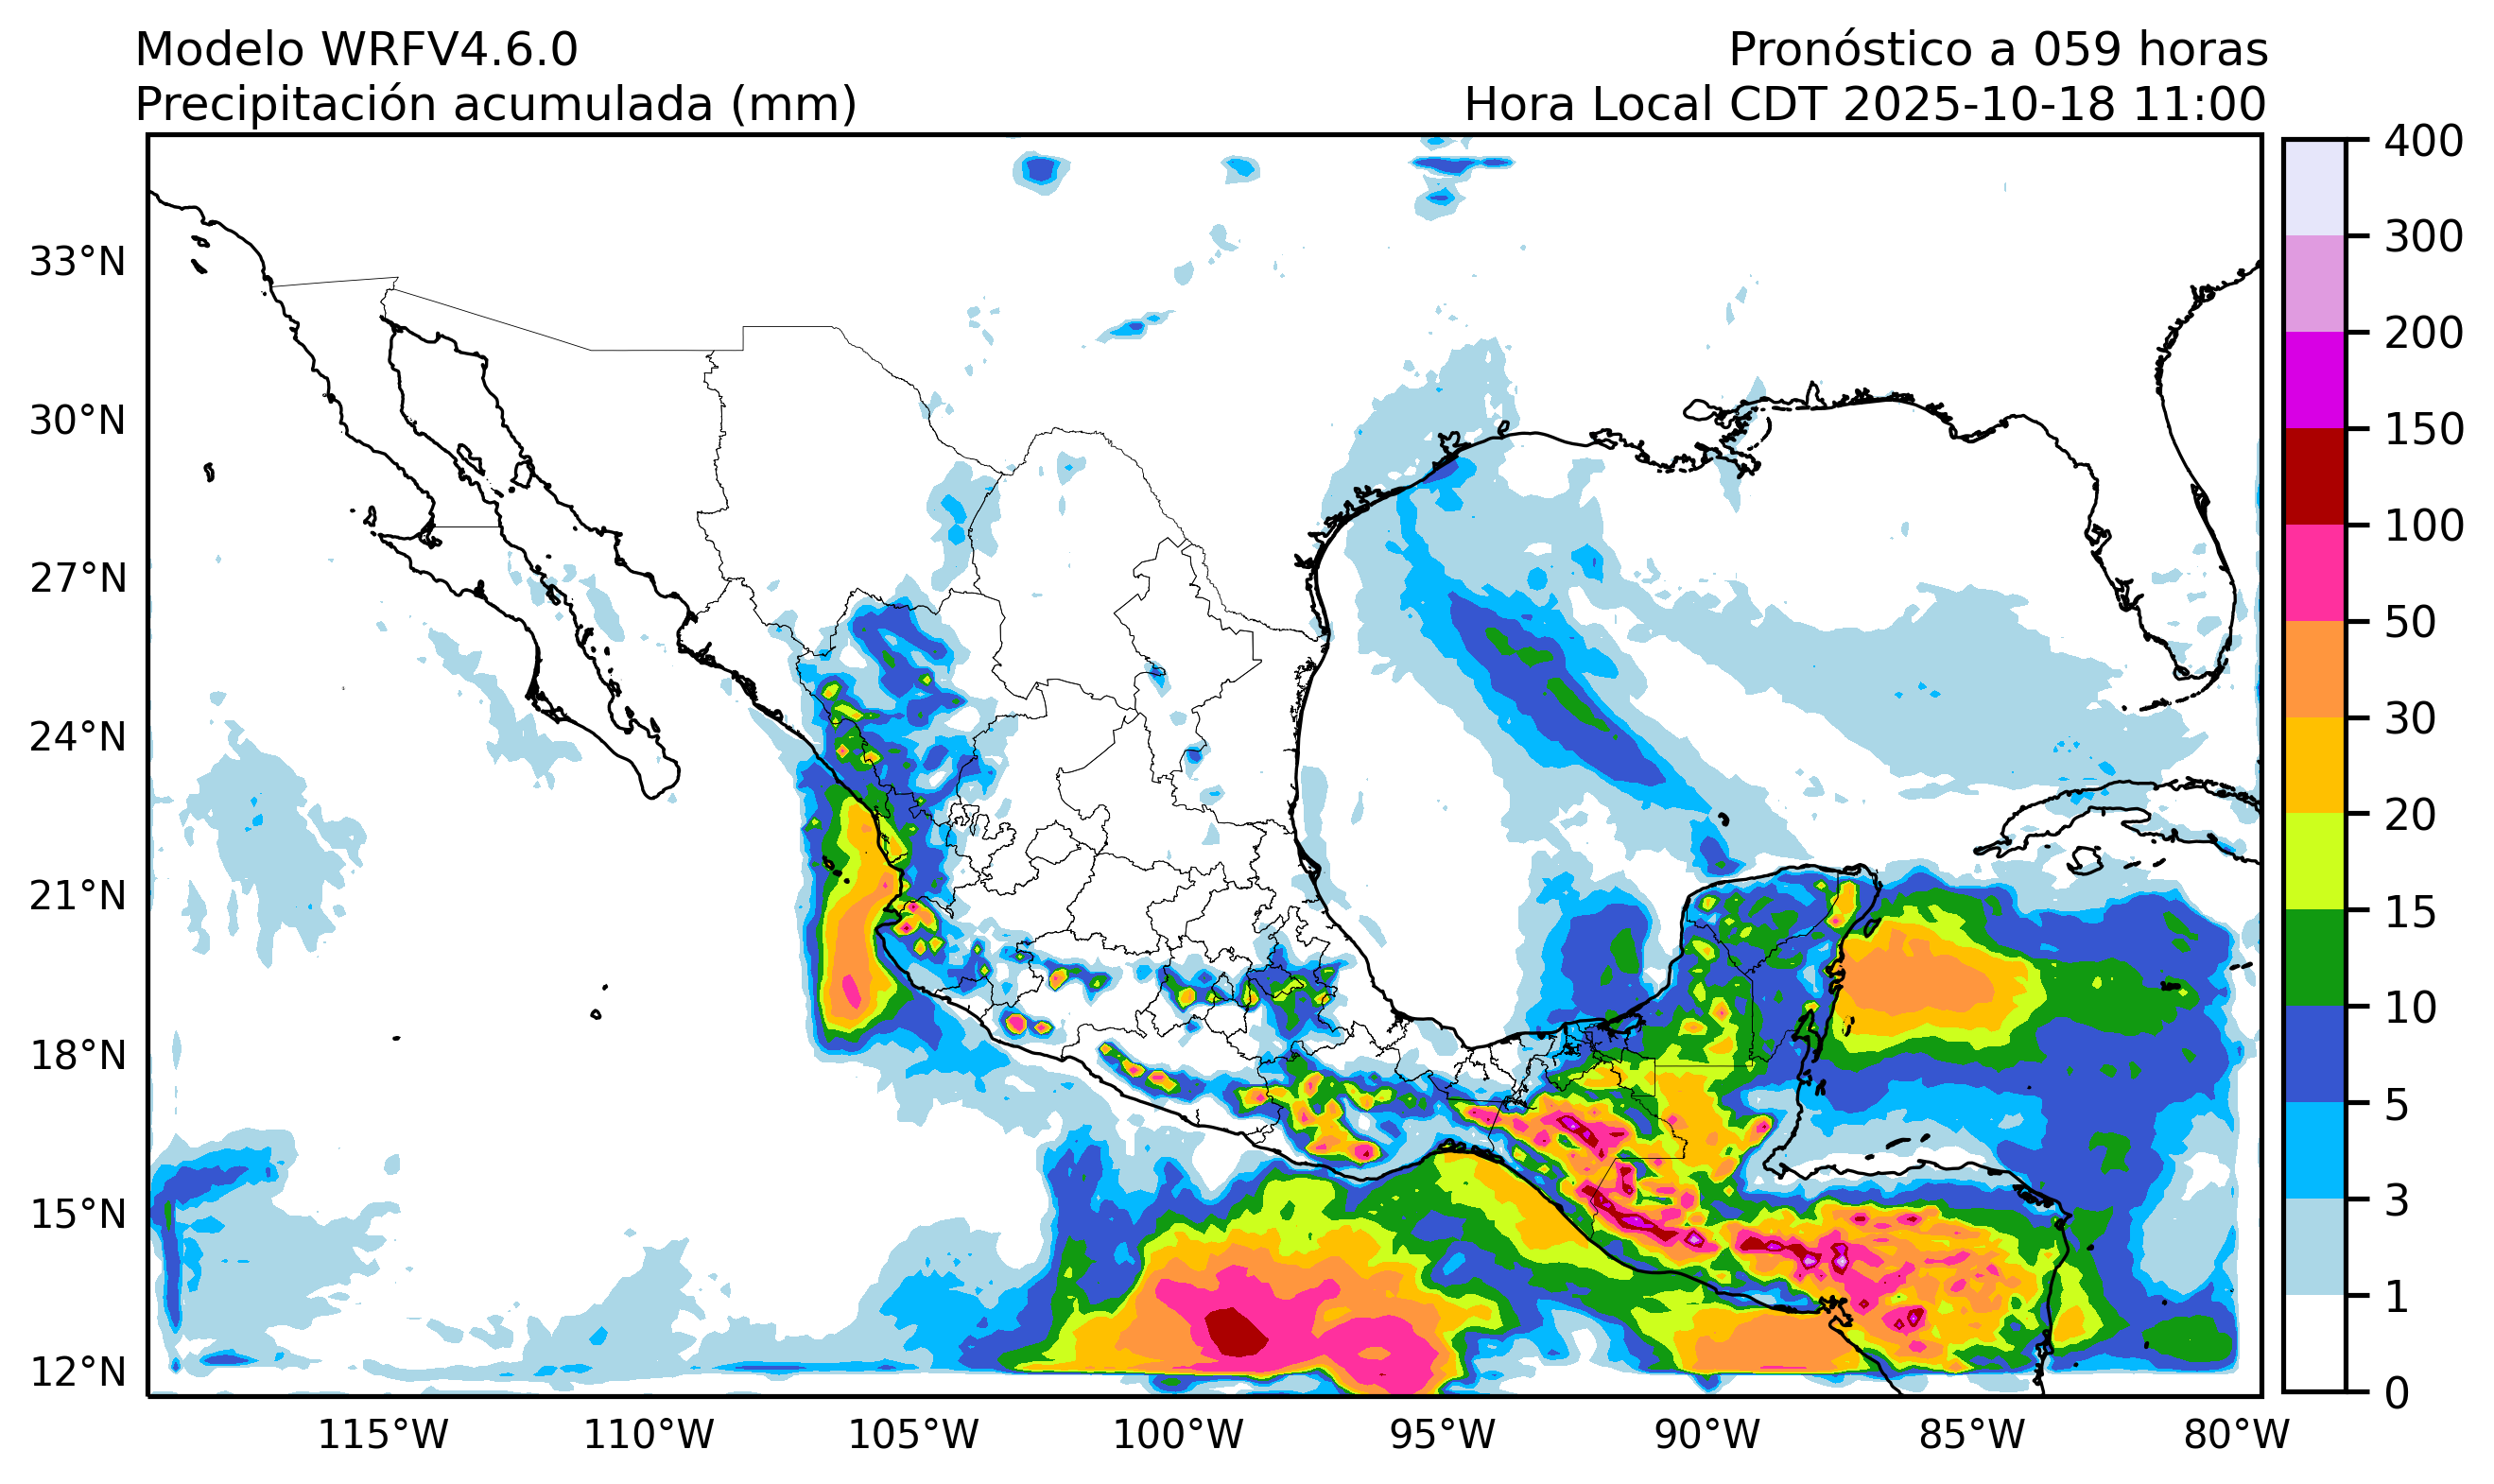 Modelo WRFV4.6.0
Pronóstico a 059 horas
Precipitación acumulada (mm)
Hora Local CDT 2025-10-18 11:00
400
300
200
150
100
50
30
20
15
10
5
3
1
0
33°N
30°N
27°N
24°N
21°N
18°N
15°N
12°N
115°W
110°W
105°W
100°W
95°W
90°W
85°W
80°W